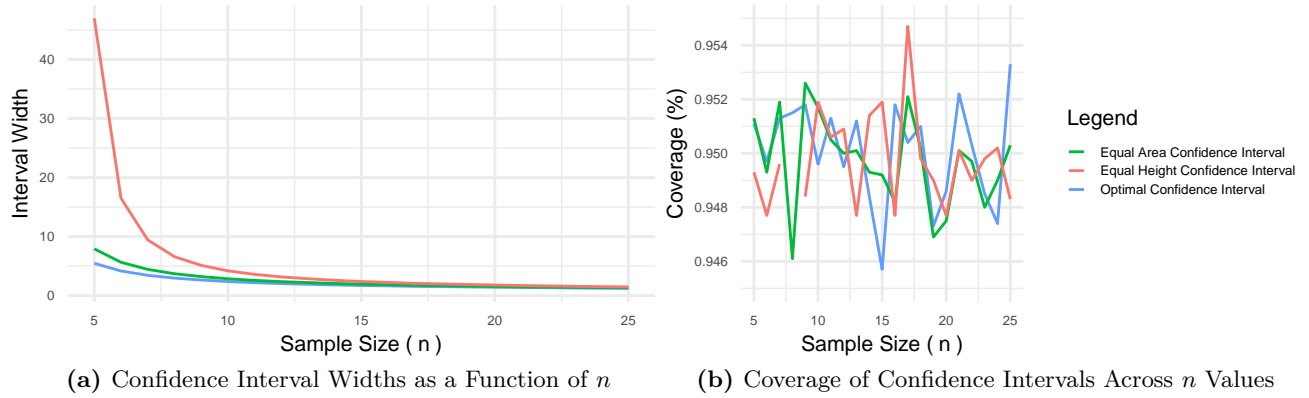 40
30
20
10
0
Interval Width
5
10
15
20
25
Sample Size ( n )
(a) Confidence Interval Widths as a Function of n
0.954
0.952
0.950
0.948
0.946
Coverage (%)
5
10
15
20
25
Sample Size ( n )
(b) Coverage of Confidence Intervals Across n Values
Legend
Equal Area Confidence Interval
Equal Height Confidence Interval
Optimal Confidence Interval